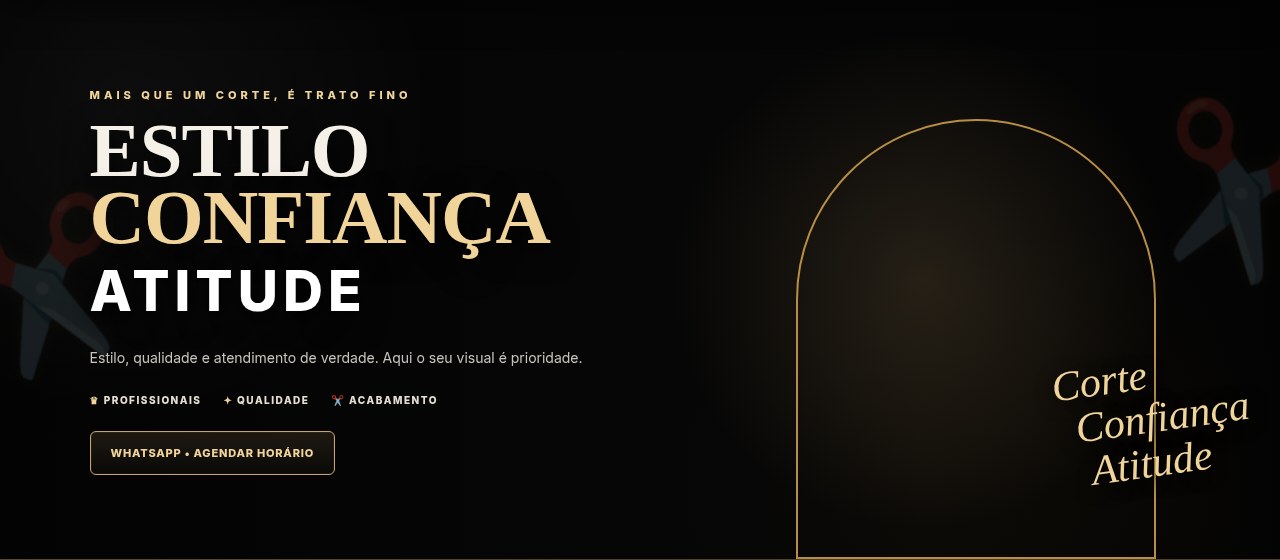 MAIS QUE UM CORTE, É TRATO FINO
ESTILO
CONFIANÇA
ATITUDE
Estilo, qualidade e atendimento de verdade. Aqui o seu visual é prioridade.
♛ PROFISSIONAIS ✦ QUALIDADE ✂ ACABAMENTO
WHATSAPP • AGENDAR HORÁRIO
Corte
Confiança
Atitude